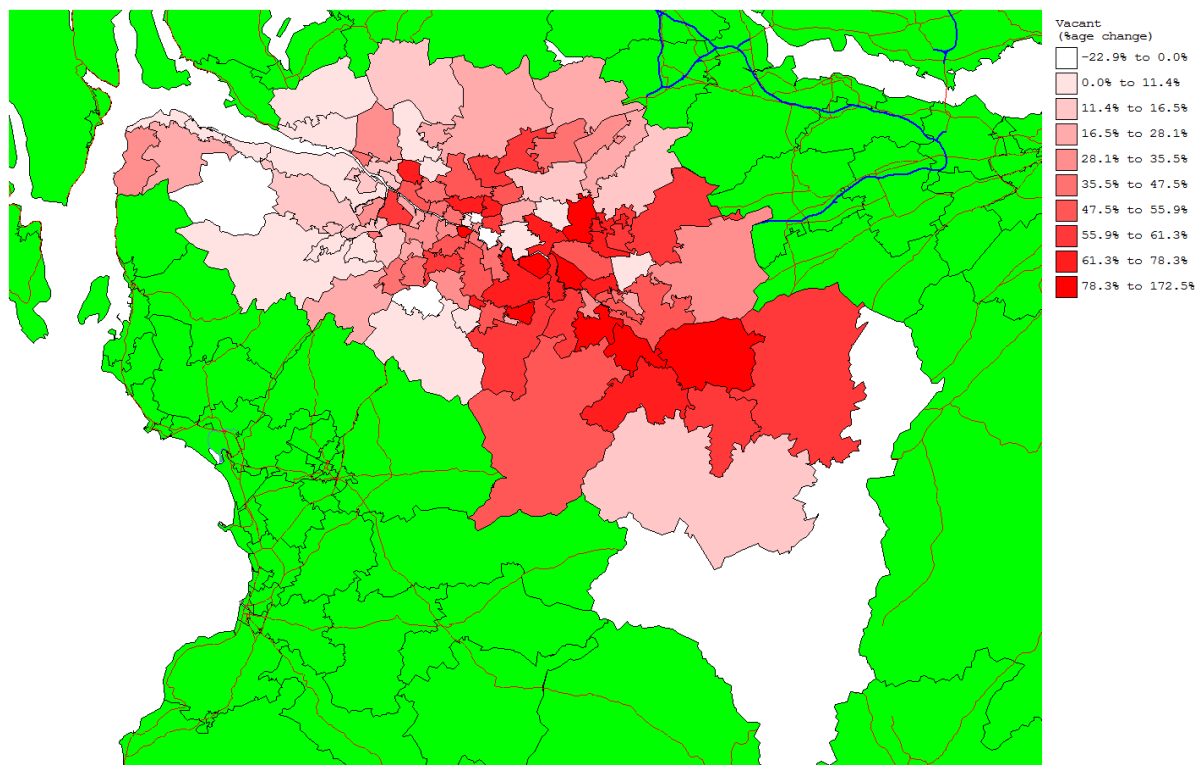 Vacant
(%age change)
-22.9% to 0.0%
0.0% to 11.4%
11.4% to 16.5%
16.5% to 28.1%
28.1% to 35.5%
35.5% to 47.5%
47.5% to 55.9%
55.9% to 61.3%
61.3% to 78.3%
78.3% to 172.5%